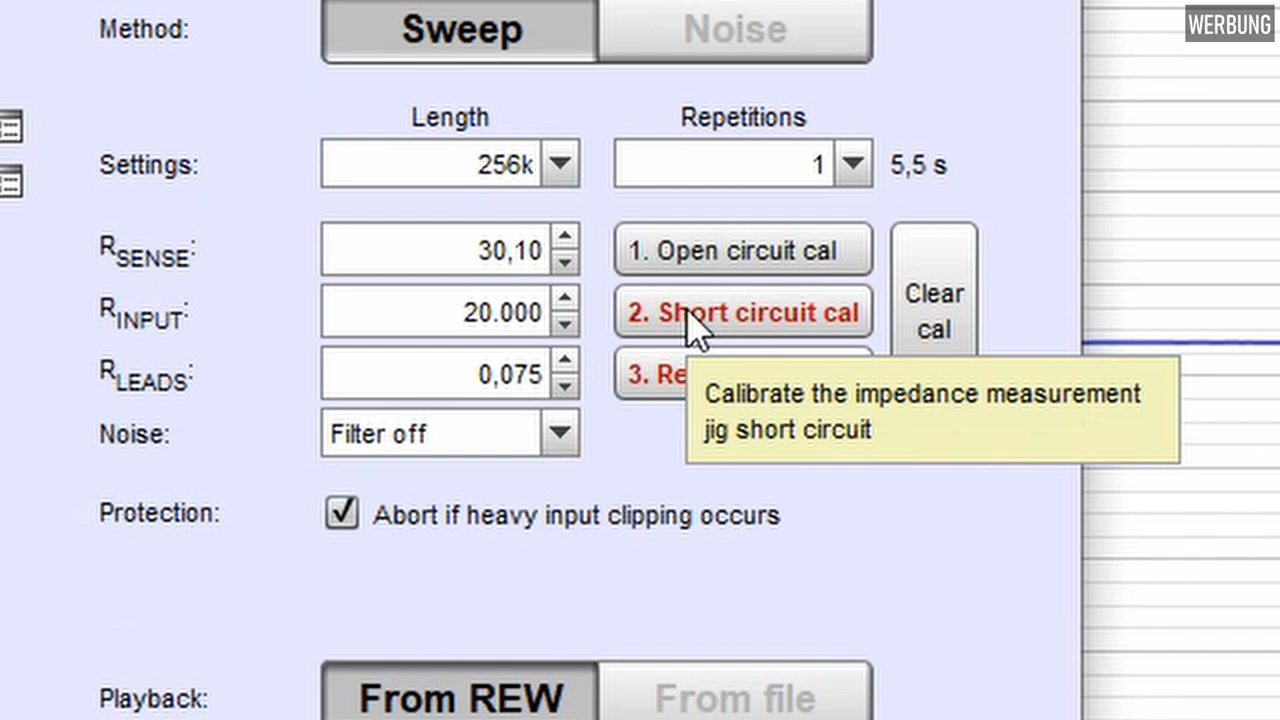 WERBUNG
Method:
Sweep
Noise
Length
Repetitions
Settings:
256k
1
5,5 s
RSENSE:
30,10
1. Open circuit cal
Clear
cal
RINPUT:
20.000
2. Short circuit cal
RLEADS:
0,075
3. Re
Calibrate the impedance measurement
jig short circuit
Noise:
Filter off
Protection:
Abort if heavy input clipping occurs
Playback:
From REW
From file